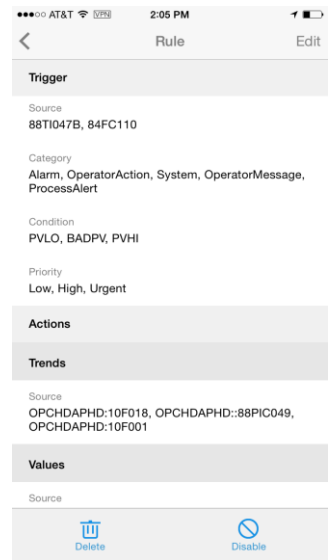 AT&T VPN 2:05 PM
Rule Edit
Trigger
Source
88TI047B, 84FC110
Category
Alarm, OperatorAction, System, OperatorMessage,
ProcessAlert
Condition
PVLO, BADPV, PVHI
Priority
Low, High, Urgent
Actions
Trends
Source
OPCHDAPHD:10F018, OPCHDAPHD::88PIC049,
OPCHDAPHD:10F001
Values
Source
Delete Disable